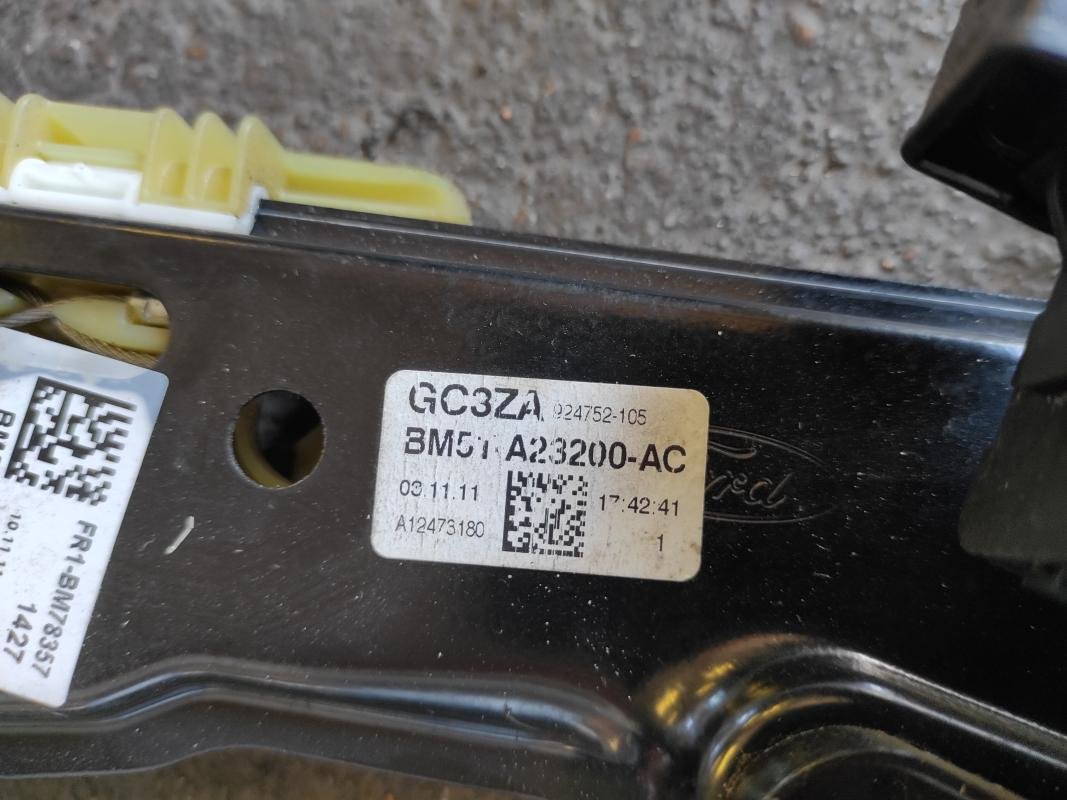 GC3ZA 924752-105
BM51 A23200-AC
03.11.11 17:42:41
A12473180 1
Ford
FR1-BM78357
1427